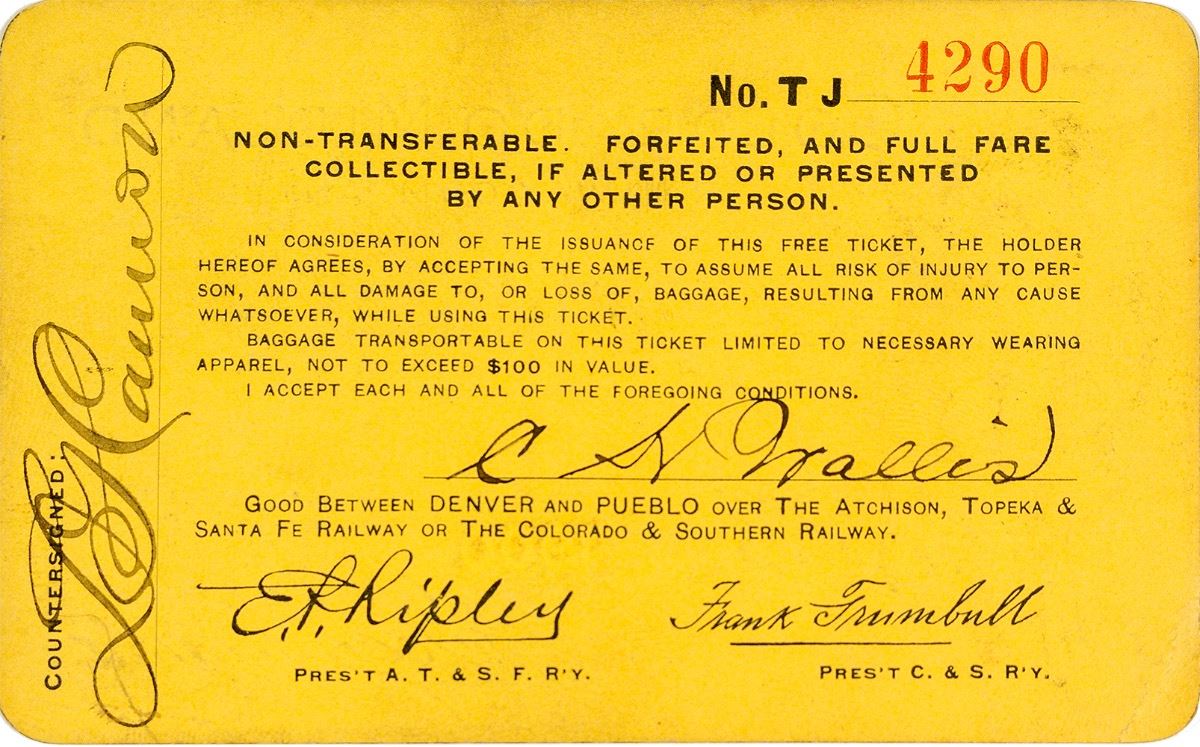 No. T J 4290
NON-TRANSFERABLE. FORFEITED, AND FULL FARE
COLLECTIBLE, IF ALTERED OR PRESENTED
BY ANY OTHER PERSON.
IN CONSIDERATION OF THE ISSUANCE OF THIS FREE TICKET, THE HOLDER
HEREOF AGREES, BY ACCEPTING THE SAME, TO ASSUME ALL RISK OF INJURY TO PER-
SON, AND ALL DAMAGE TO, OR LOSS OF, BAGGAGE, RESULTING FROM ANY CAUSE
WHATSOEVER, WHILE USING THIS TICKET.
BAGGAGE TRANSPORTABLE ON THIS TICKET LIMITED TO NECESSARY WEARING
APPAREL, NOT TO EXCEED $100 IN VALUE.
I ACCEPT EACH AND ALL OF THE FOREGOING CONDITIONS.
C H Wallis
GOOD BETWEEN DENVER AND PUEBLO OVER THE ATCHISON, TOPEKA &
SANTA FE RAILWAY OR THE COLORADO & SOUTHERN RAILWAY.
E. P. Ripley
PRES'T A. T. & S. F. R'Y.
Frank Trumbull
PRES'T C. & S. R'Y.
COUNTERSIGNED: